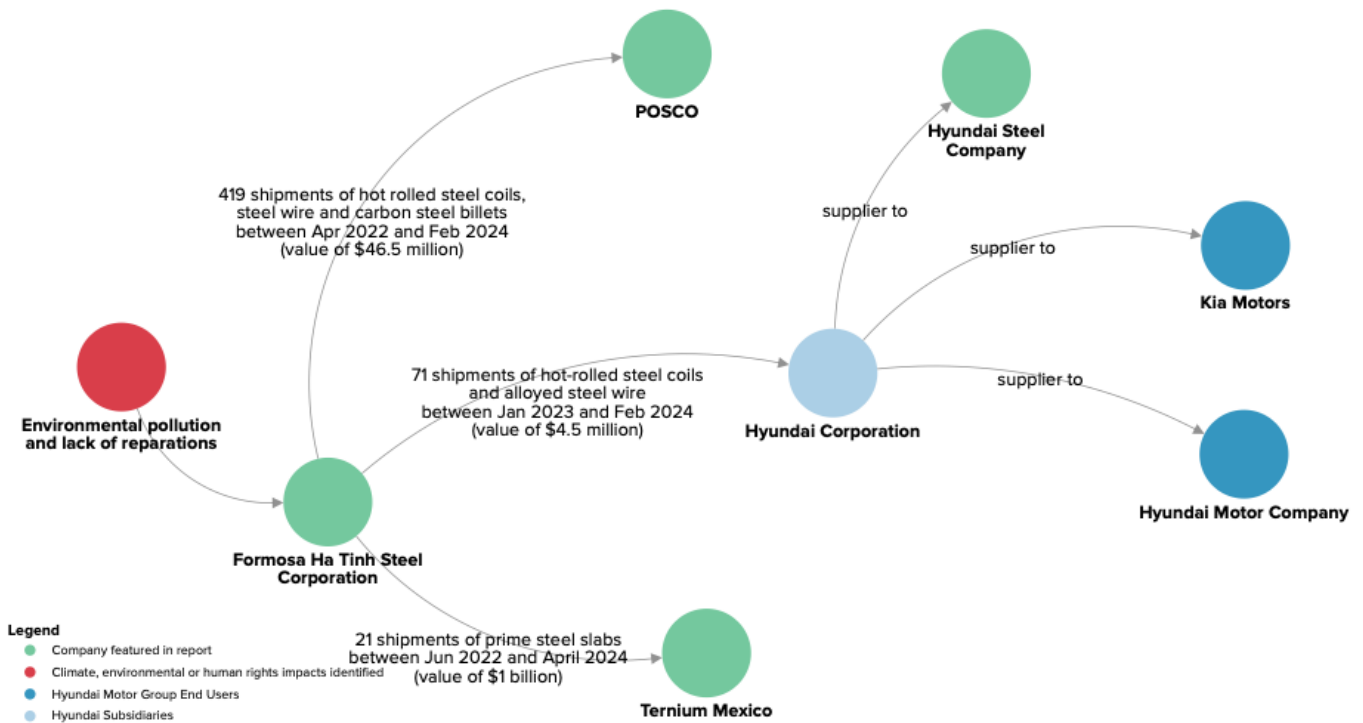 POSCO
Hyundai Steel
Company
419 shipments of hot rolled steel coils,
steel wire and carbon steel billets
between Apr 2022 and Feb 2024
(value of $46.5 million)
supplier to
supplier to
Kia Motors
71 shipments of hot-rolled steel coils
and alloyed steel wire
between Jan 2023 and Feb 2024
(value of $4.5 million)
supplier to
Environmental pollution
and lack of reparations
Hyundai Corporation
Hyundai Motor Company
Formosa Ha Tinh Steel
Corporation
21 shipments of prime steel slabs
between Jun 2022 and April 2024
(value of $1 billion)
Ternium Mexico
Legend
Company featured in report
Climate, environmental or human rights impacts identified
Hyundai Motor Group End Users
Hyundai Subsidiaries